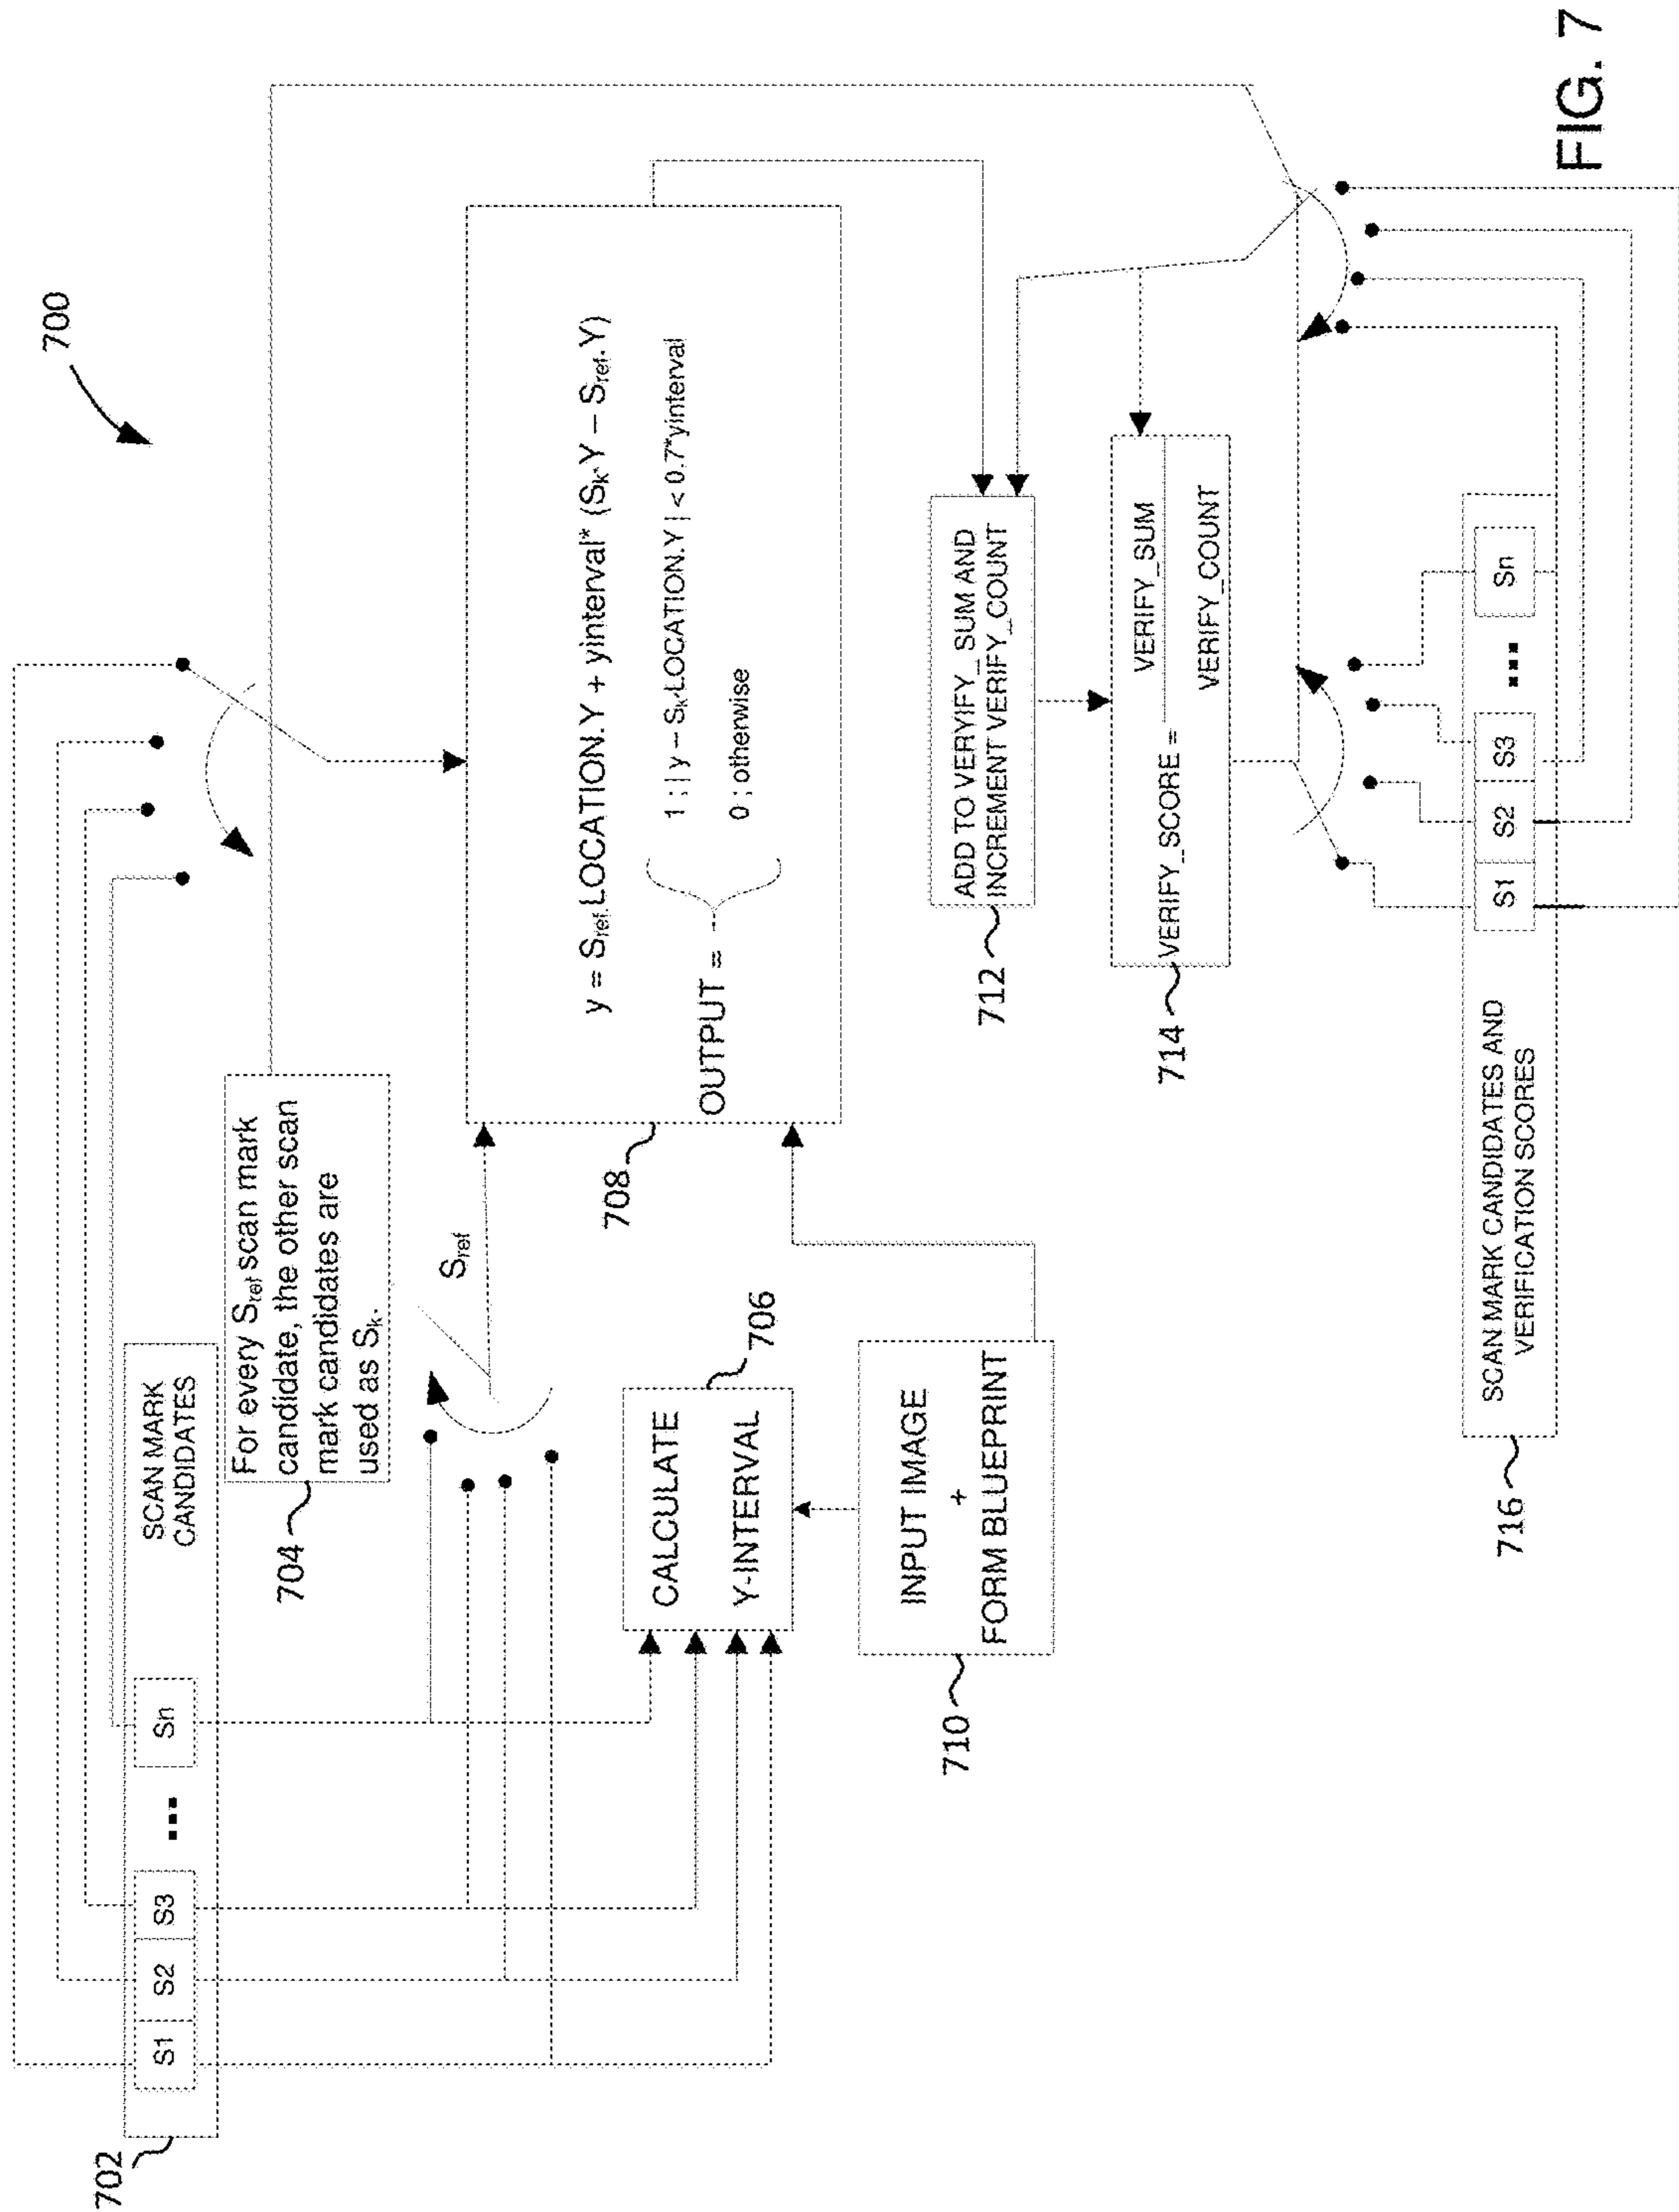 700
702
SCAN MARK
CANDIDATES
S1
S2
S3
...
Sn
704
For every Sref scan mark
candidate, the other scan
mark candidates are
used as Sk.
Sref
706
CALCULATE
Y-INTERVAL
708
y = Sref.LOCATION.Y + yinterval* (Sk.Y – Sref.Y)
OUTPUT =
1 ; | y – Sk.LOCATION.Y | < 0.7*yinterval
0 ; otherwise
710
INPUT IMAGE
+
FORM BLUEPRINT
712
ADD TO VERYIFY_SUM AND
INCREMENT VERIFY_COUNT
714
VERIFY_SCORE =
VERIFY_SUM
VERIFY_COUNT
716
SCAN MARK CANDIDATES AND
VERIFICATION SCORES
S1
S2
S3
...
Sn
FIG. 7